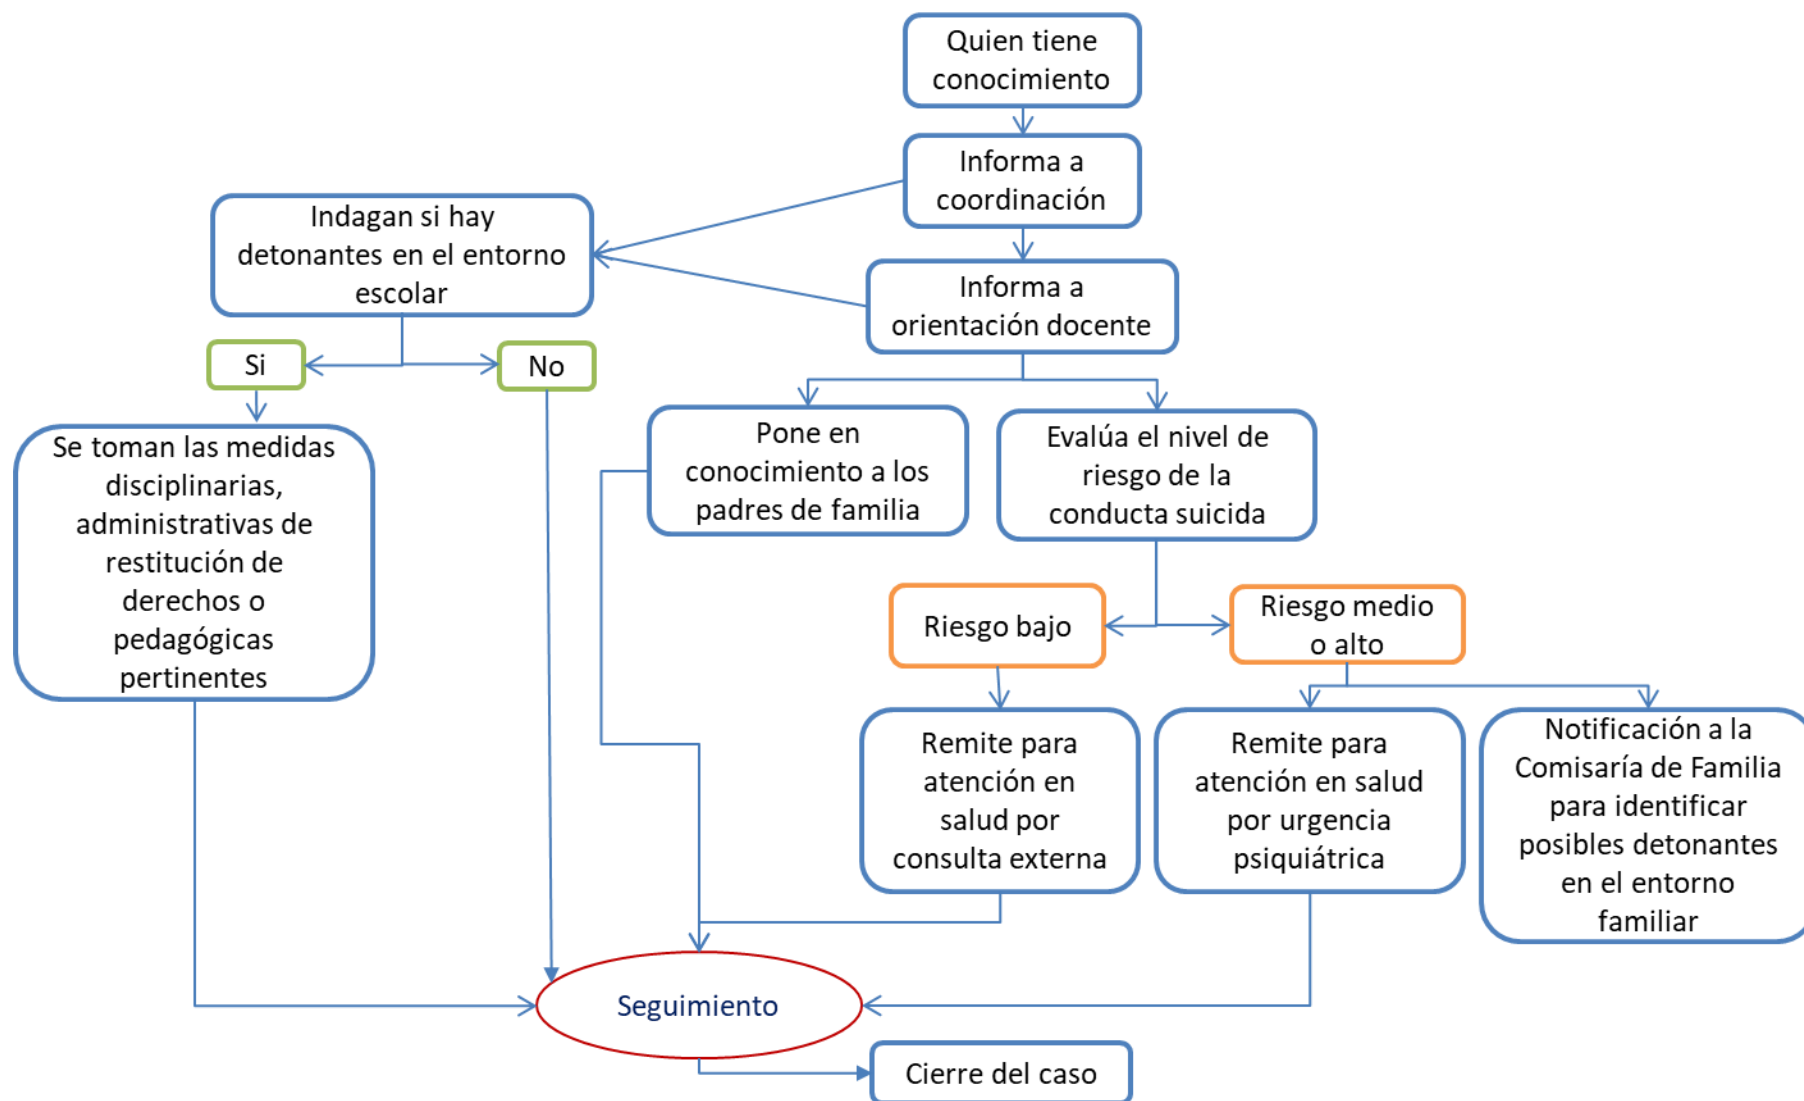 Quien tiene
conocimiento
Informa a
coordinación
Indagan si hay
detonantes en el entorno
escolar
Informa a
orientación docente
Si
No
Se toman las medidas
disciplinarias,
administrativas de
restitución de
derechos o
pedagógicas
pertinentes
Pone en
conocimiento a los
padres de familia
Evalúa el nivel de
riesgo de la
conducta suicida
Riesgo bajo
Riesgo medio
o alto
Remite para
atención en
salud por
consulta externa
Remite para
atención en salud
por urgencia
psiquiátrica
Notificación a la
Comisaría de Familia
para identificar
posibles detonantes
en el entorno
familiar
Seguimiento
Cierre del caso